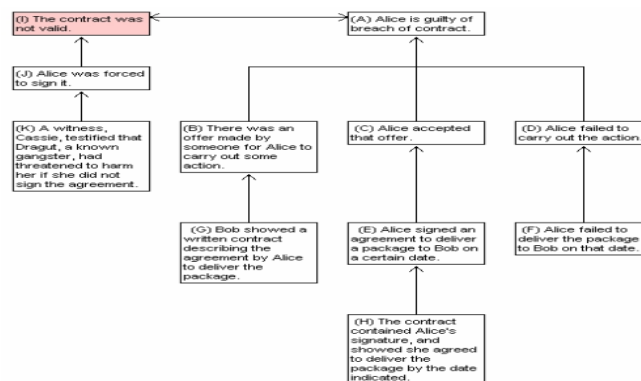 (I) The contract was
not valid.
(A) Alice is guilty of
breach of contract.
(J) Alice was forced
to sign it.
(K) A witness,
Cassie, testified that
Dragut, a known
gangster, had
threatened to harm
her if she did not
sign the agreement.
(B) There was an
offer made by
someone for Alice to
carry out some
action.
(C) Alice accepted
that offer.
(D) Alice failed to
carry out the action.
(G) Bob showed a
written contract
describing the
agreement by Alice
to deliver the
package.
(E) Alice signed an
agreement to deliver
a package to Bob on
a certain date.
(F) Alice failed to
deliver the package
to Bob on that date.
(H) The contract
contained Alice's
signature, and
showed she agreed
to deliver the
package by the date
indicated.